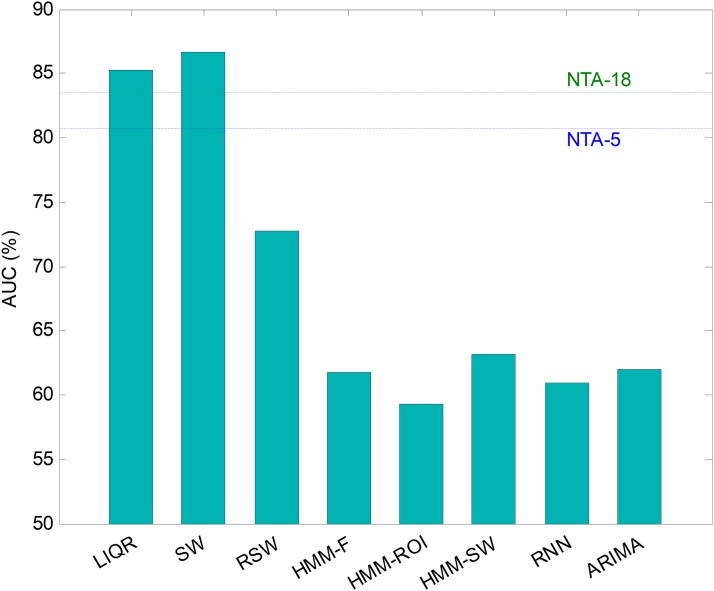 90
85
80
75
70
65
60
55
50
AUC (%)
NTA-18
NTA-5
LIQR
SW
RSW
HMM-F
HMM-ROI
HMM-SW
RNN
ARIMA